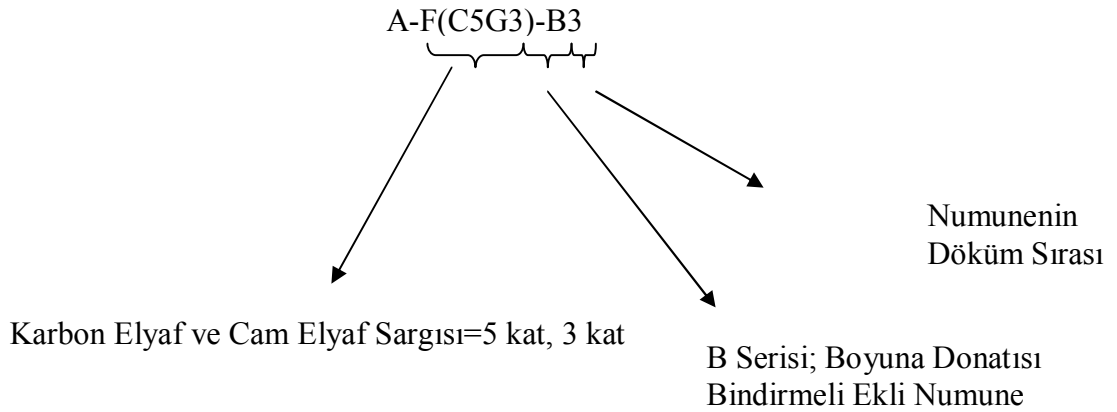 A-F(C5G3)-B3
Numunenin
Döküm Sırası
Karbon Elyaf ve Cam Elyaf Sargısı=5 kat, 3 kat
B Serisi; Boyuna Donatısı
Bindirmeli Ekli Numune